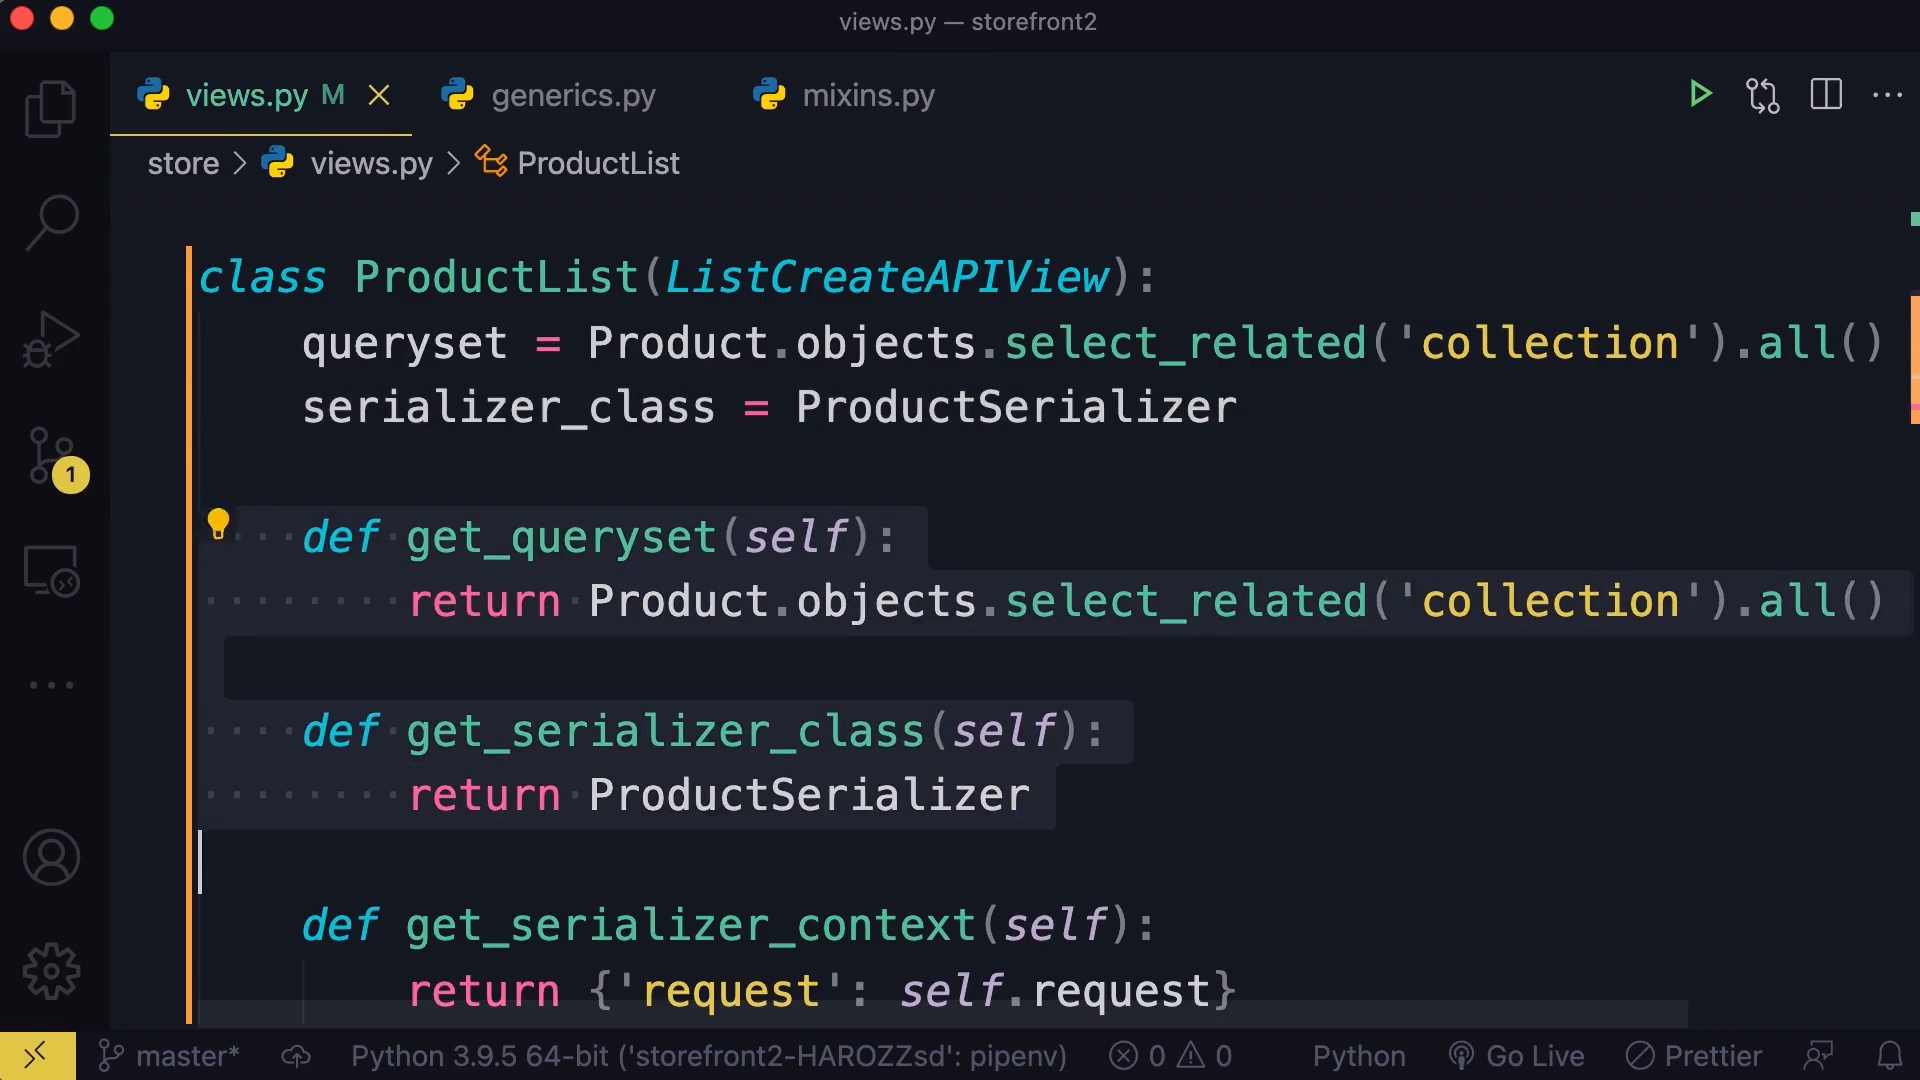 views.py — storefront2
views.py M
generics.py
mixins.py
store > views.py > ProductList
class ProductList(ListCreateAPIView):
queryset = Product.objects.select_related('collection').all()
serializer_class = ProductSerializer
def get_queryset(self):
return Product.objects.select_related('collection').all()
def get_serializer_class(self):
return ProductSerializer
def get_serializer_context(self):
return {'request': self.request}
1
master* Python 3.9.5 64-bit ('storefront2-HAROZZsd': pipenv) 0 0 Python Go Live Prettier